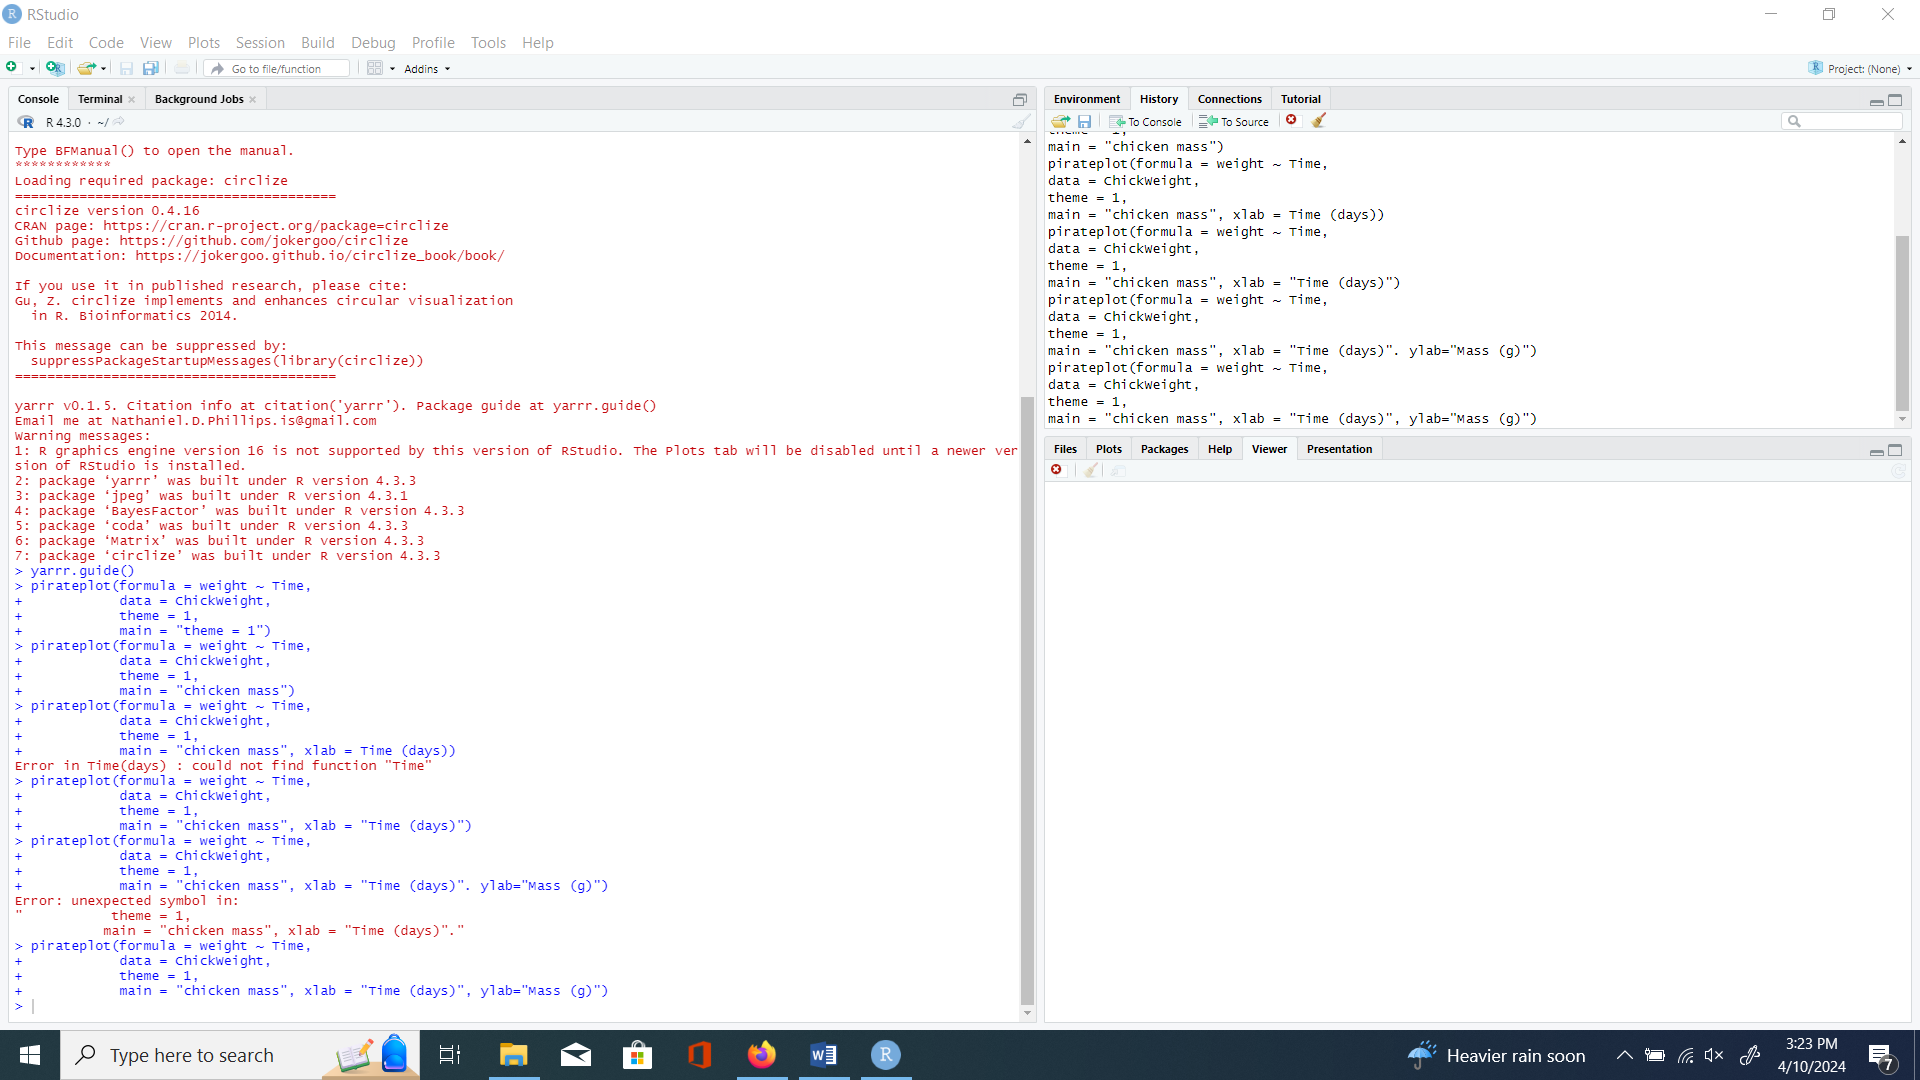 RStudio
File Edit Code View Plots Session Build Debug Profile Tools Help
Go to file/function Addins Project: (None)
Console Terminal Background Jobs
R 4.3.0 · ~/
Type BFManual() to open the manual.
************
Loading required package: circlize
========================================
circlize version 0.4.16
CRAN page: https://cran.r-project.org/package=circlize
Github page: https://github.com/jokergoo/circlize
Documentation: https://jokergoo.github.io/circlize_book/book/
If you use it in published research, please cite:
Gu, Z. circlize implements and enhances circular visualization
in R. Bioinformatics 2014.
This message can be suppressed by:
suppressPackageStartupMessages(library(circlize))
========================================
yarrr v0.1.5. Citation info at citation('yarrr'). Package guide at yarrr.guide()
Email me at Nathaniel.D.Phillips.is@gmail.com
Warning messages:
1: R graphics engine version 16 is not supported by this version of RStudio. The Plots tab will be disabled until a newer ver
sion of RStudio is installed.
2: package ‘yarrr’ was built under R version 4.3.3
3: package ‘jpeg’ was built under R version 4.3.1
4: package ‘BayesFactor’ was built under R version 4.3.3
5: package ‘coda’ was built under R version 4.3.3
6: package ‘Matrix’ was built under R version 4.3.3
7: package ‘circlize’ was built under R version 4.3.3
> yarrr.guide()
> pirateplot(formula = weight ~ Time,
+ data = ChickWeight,
+ theme = 1,
+ main = "theme = 1")
> pirateplot(formula = weight ~ Time,
+ data = ChickWeight,
+ theme = 1,
+ main = "chicken mass")
> pirateplot(formula = weight ~ Time,
+ data = ChickWeight,
+ theme = 1,
+ main = "chicken mass", xlab = Time (days))
Error in Time(days) : could not find function "Time"
> pirateplot(formula = weight ~ Time,
+ data = ChickWeight,
+ theme = 1,
+ main = "chicken mass", xlab = "Time (days)")
> pirateplot(formula = weight ~ Time,
+ data = ChickWeight,
+ theme = 1,
+ main = "chicken mass", xlab = "Time (days)". ylab="Mass (g)")
Error: unexpected symbol in:
" theme = 1,
main = "chicken mass", xlab = "Time (days)"."
> pirateplot(formula = weight ~ Time,
+ data = ChickWeight,
+ theme = 1,
+ main = "chicken mass", xlab = "Time (days)", ylab="Mass (g)")
>
Environment History Connections Tutorial
To Console To Source
theme = 1,
main = "chicken mass")
pirateplot(formula = weight ~ Time,
data = ChickWeight,
theme = 1,
main = "chicken mass", xlab = Time (days))
pirateplot(formula = weight ~ Time,
data = ChickWeight,
theme = 1,
main = "chicken mass", xlab = "Time (days)")
pirateplot(formula = weight ~ Time,
data = ChickWeight,
theme = 1,
main = "chicken mass", xlab = "Time (days)". ylab="Mass (g)")
pirateplot(formula = weight ~ Time,
data = ChickWeight,
theme = 1,
main = "chicken mass", xlab = "Time (days)", ylab="Mass (g)")
Files Plots Packages Help Viewer Presentation
Type here to search
Heavier rain soon
3:23 PM
4/10/2024
7